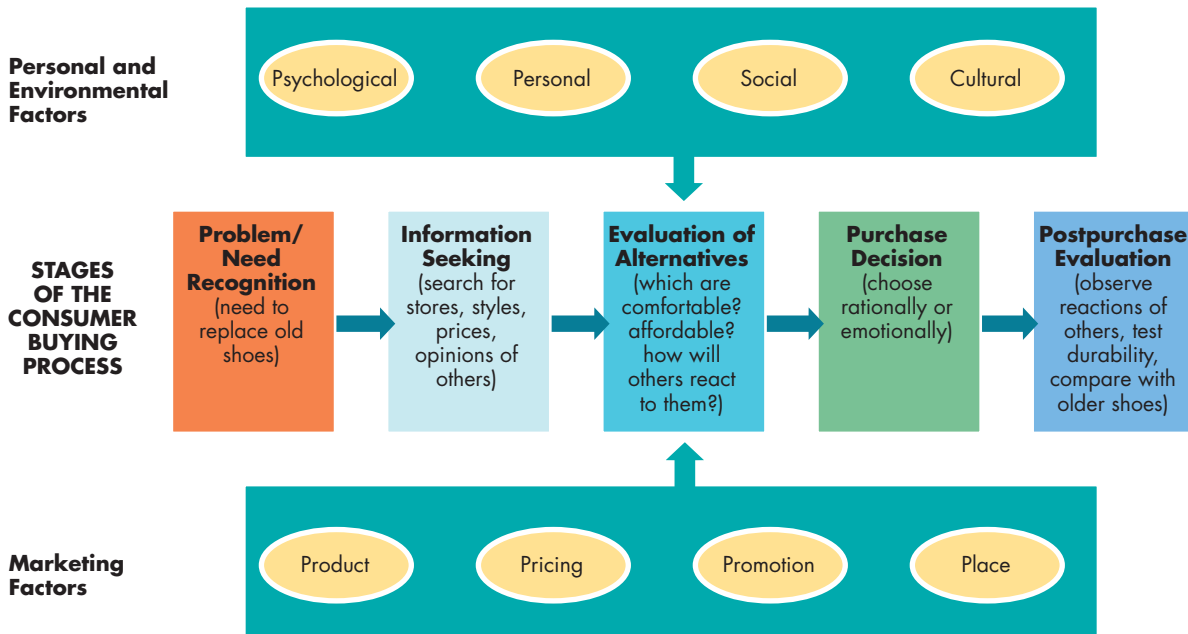 Personal and
Environmental
Factors
Psychological
Personal
Social
Cultural
STAGES
OF THE
CONSUMER
BUYING
PROCESS
Problem/
Need
Recognition
(need to
replace old
shoes)
Information
Seeking
(search for
stores, styles,
prices,
opinions of
others)
Evaluation of
Alternatives
(which are
comfortable?
affordable?
how will
others react
to them?)
Purchase
Decision
(choose
rationally or
emotionally)
Postpurchase
Evaluation
(observe
reactions of
others, test
durability,
compare with
older shoes)
Marketing
Factors
Product
Pricing
Promotion
Place